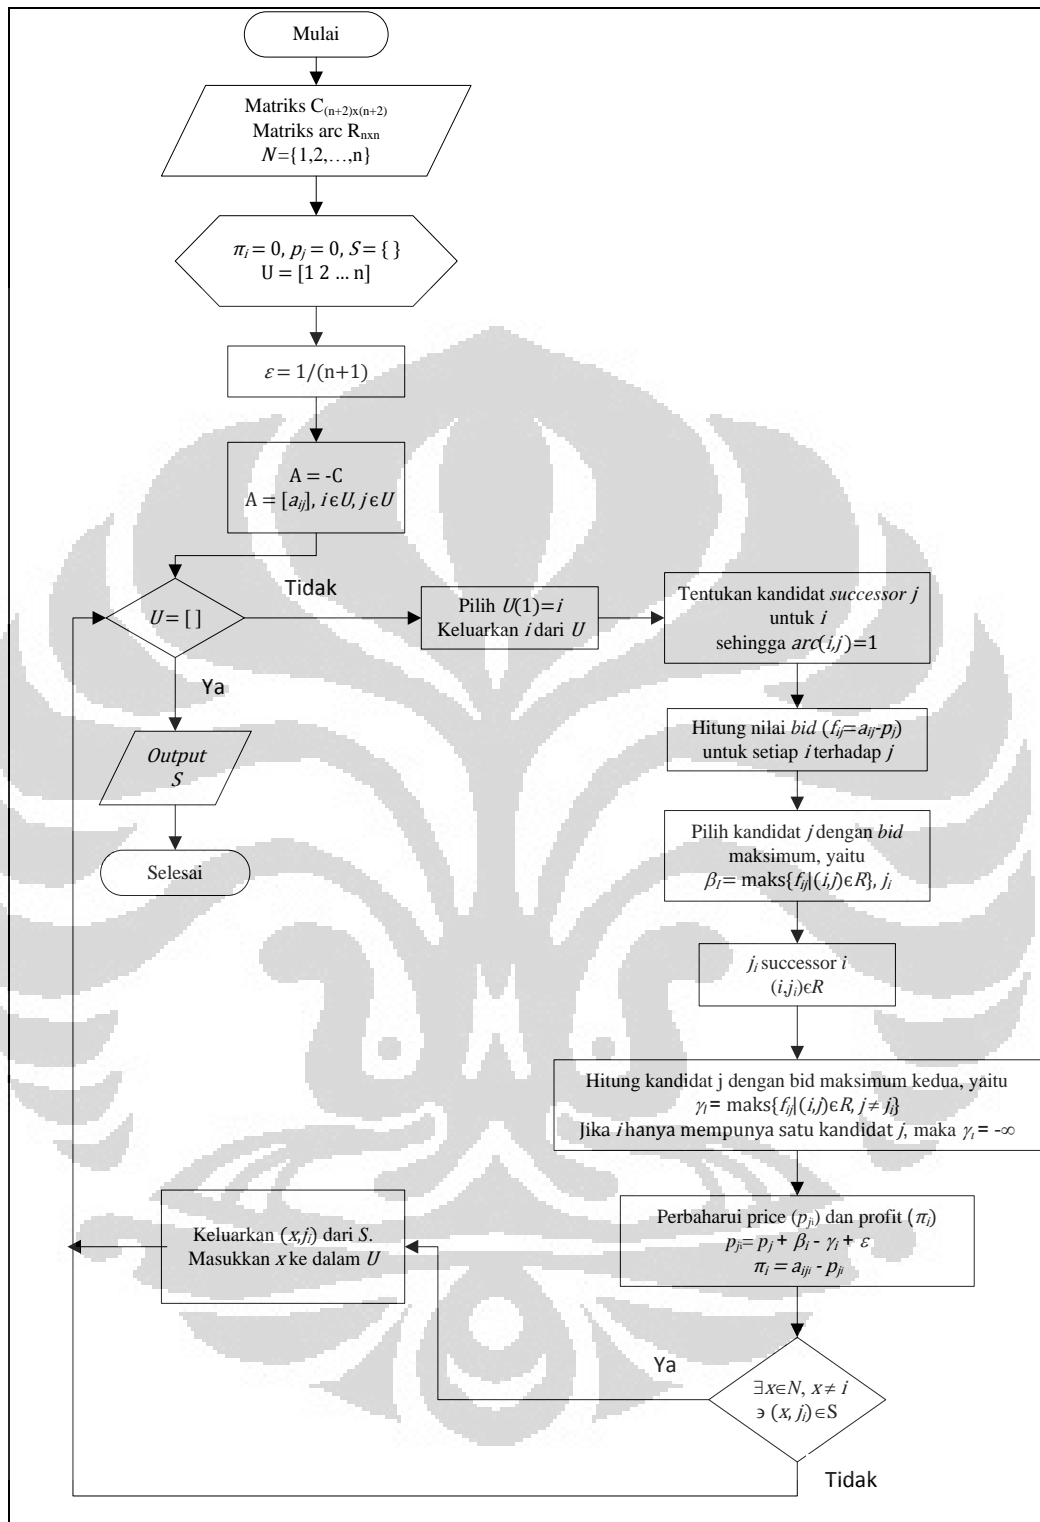 Mulai
Matriks C(n+2)x(n+2)
Matriks arc Rnxn
N={1,2,…,n}
πi = 0, pj = 0, S = { }
U = [1 2 ... n]
ε = 1/(n+1)
A = -C
A = [aij], i ϵ U, j ϵ U
U = [ ]
Tidak
Pilih U(1)=i
Keluarkan i dari U
Tentukan kandidat successor j
untuk i
sehingga arc(i,j)=1
Ya
Hitung nilai bid (fij=aij-pj)
untuk setiap i terhadap j
Output
S
Selesai
Pilih kandidat j dengan bid
maksimum, yaitu
βi= maks{fij|(i,j)ϵR}, ji
ji successor i
(i,ji)ϵR
Hitung kandidat j dengan bid maksimum kedua, yaitu
γi = maks{fij|(i,j)ϵR, j ≠ ji}
Jika i hanya mempunya satu kandidat j, maka γi = -∞
Perbaharui price (pji) dan profit (πi)
pji= pj + βi - γi + ε
πi = aiji - pji
Keluarkan (x,ji) dari S.
Masukkan x ke dalam U
Ya
∃x∈N, x ≠ i
∍ (x, ji)∈S
Tidak